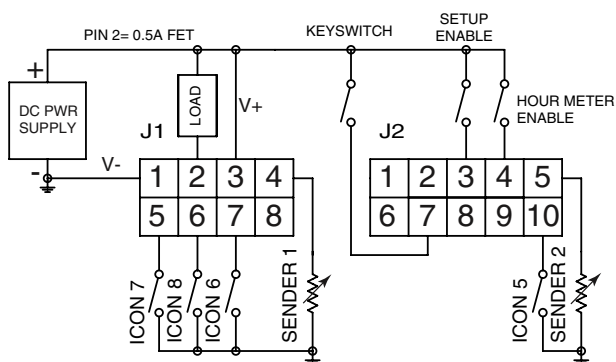 PIN 2= 0.5A FET
KEYSWITCH
SETUP
ENABLE
+
DC PWR
SUPPLY
-
LOAD
V+
HOUR METER
ENABLE
J1
J2
V-
1 2 3 4
5 6 7 8
1 2 3 4 5
6 7 8 9 10
ICON 7
ICON 8
ICON 6
SENDER 1
ICON 5
SENDER 2